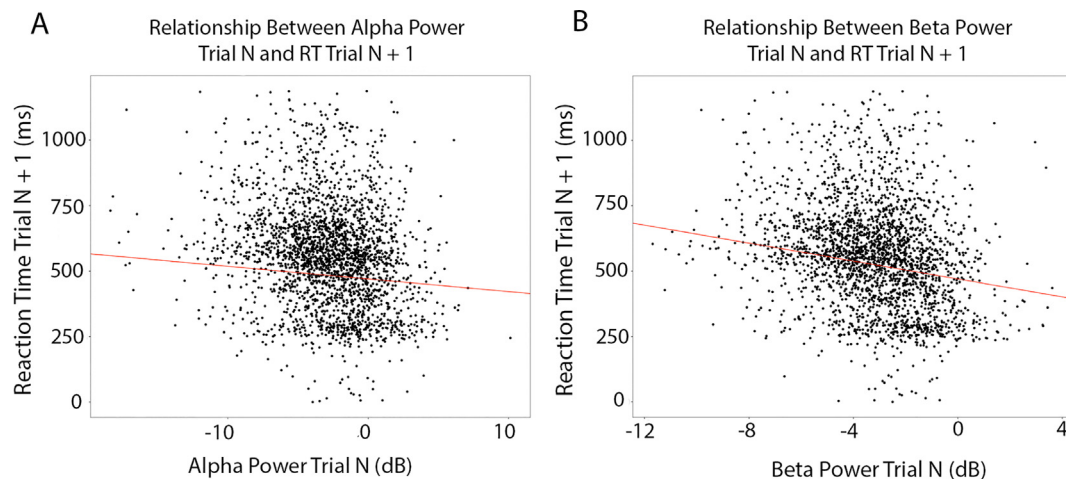 A
Relationship Between Alpha Power
Trial N and RT Trial N + 1
Reaction Time Trial N + 1 (ms)
1000
750
500
250
0
-10
.0
10
Alpha Power Trial N (dB)
B
Relationship Between Beta Power
Trial N and RT Trial N + 1
Reaction Time Trial N + 1 (ms)
1000
750
500
250
0
-12
-8
-4
0
4
Beta Power Trial N (dB)